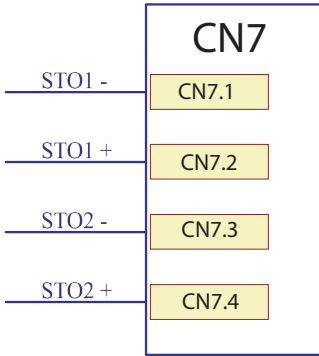 CN7
STO1 - CN7.1
STO1 + CN7.2
STO2 - CN7.3
STO2 + CN7.4